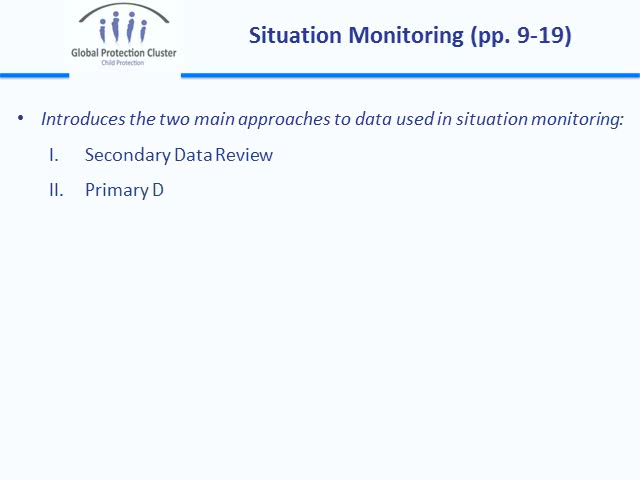 Global Protection Cluster
Child Protection
Situation Monitoring (pp. 9-19)
• Introduces the two main approaches to data used in situation monitoring:
I. Secondary Data Review
II. Primary D